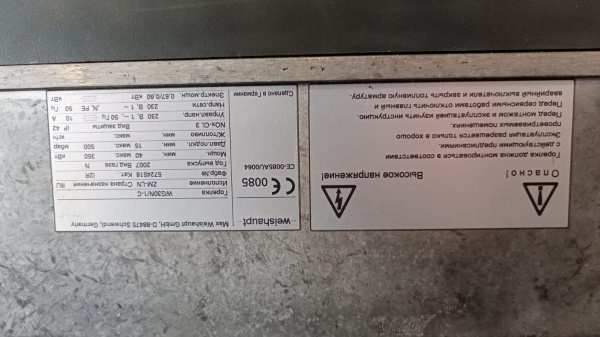 О п а с н о !
Высокое напряжение!
Горелка должна монтироваться в соответствии
с действующими предписаниями.
Эксплуатация разрешается только в хорошо
проветриваемых помещениях.
Перед монтажом и эксплуатацией изучить инструкцию.
Перед сервисными работами отключить главный и
аварийный выключатели и закрыть топливную арматуру.
Max Weishaupt GmbH, D-88475 Schwendi, Germany
-weishaupt-
CE 0085
CE-0085AU0064
Сделано в Германии
Горелка WG30N/1-C
Исполнение ZM-LN Страна назначения RU
Фаб№ 5724618 Кат. I2R
Год выпуска 2007 Вид газа N
Мощн. мин. 40 макс. 350 кВт
Давл.подкл. мин. 15 макс. 500 мбар
Ж/топливо мин. макс. кг/ч
NOx-CL.3 Вид защиты IP 42
Управл.напр. 230 В, 1 ~, 50 Гц 10 A
Напр.сети 230 В, 1 ~, N, PE 50 Гц
Электр.мощн. 0,67/0,60 кВт кВт